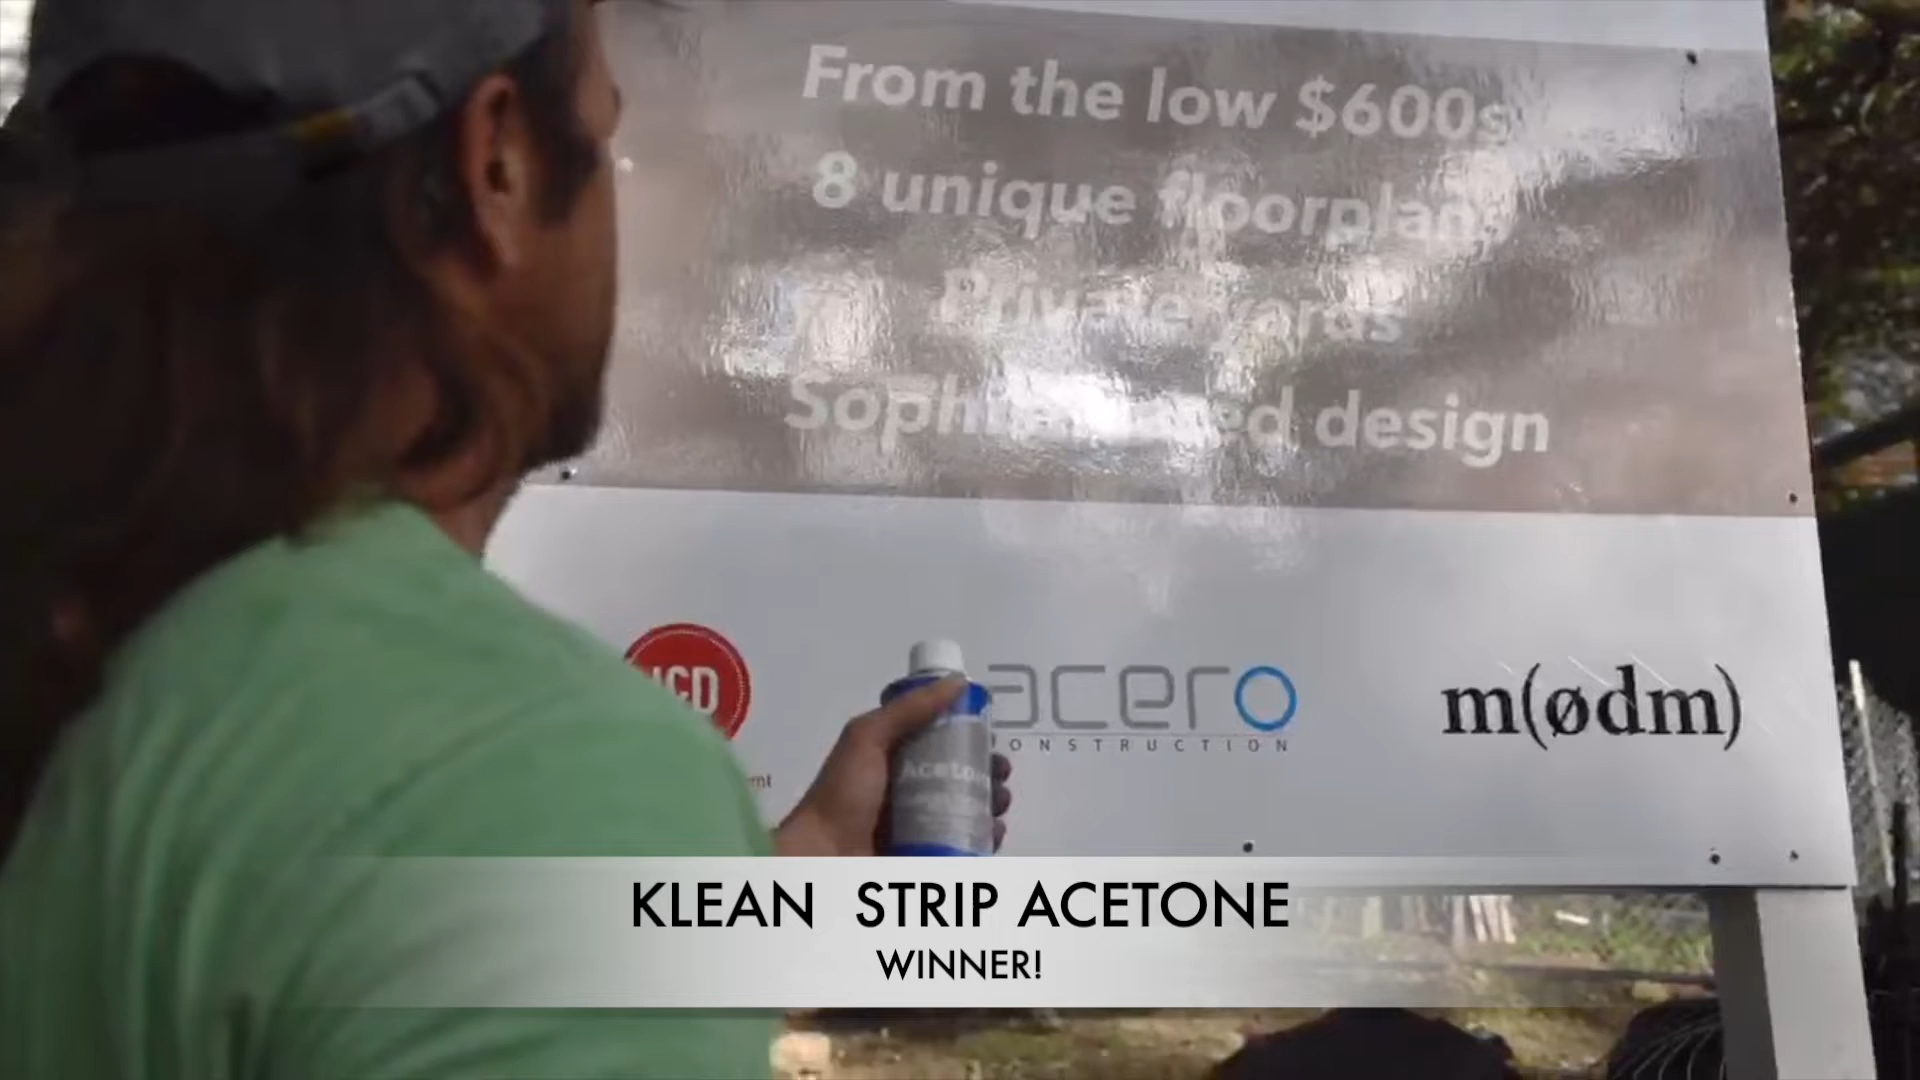 From the low $600s
8 unique floorplans
Private yards
Sophisticated design
acero
CONSTRUCTION
m(ødm)
Acetone
KLEAN STRIP ACETONE
WINNER!